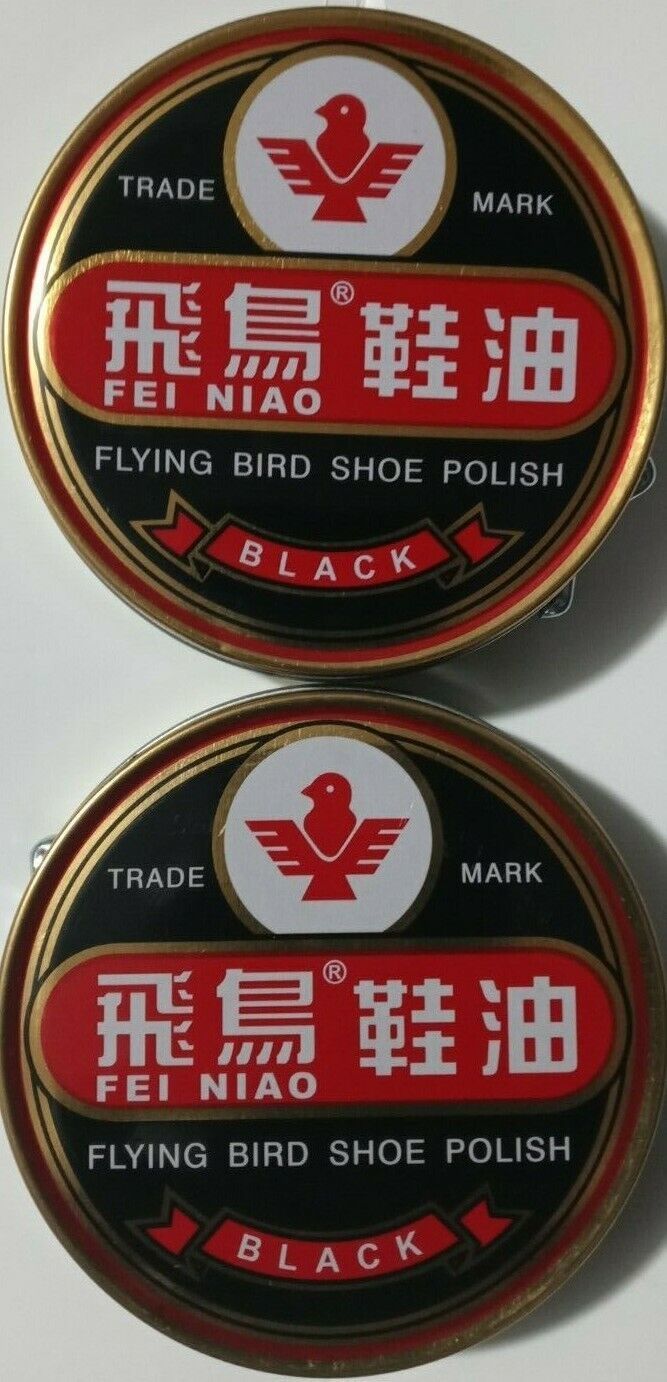 TRADE MARK
飛鳥® 鞋油
FEI NIAO
FLYING BIRD SHOE POLISH
BLACK
TRADE MARK
飛鳥® 鞋油
FEI NIAO
FLYING BIRD SHOE POLISH
BLACK